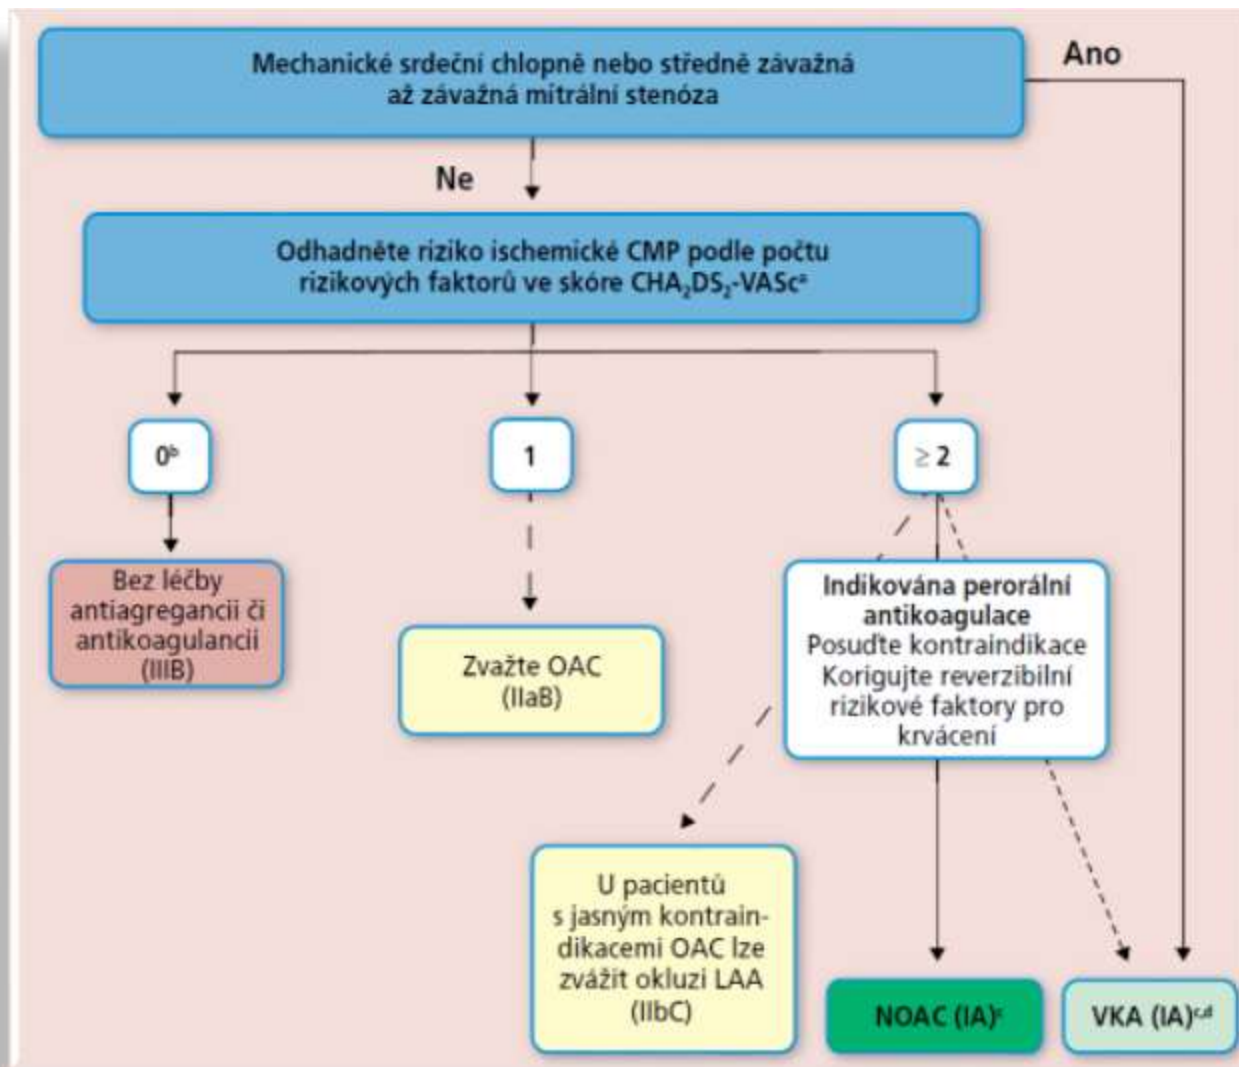 Mechanické srdeční chlopně nebo středně závažná
až závažná mitrální stenóza
Ano
Ne
Odhadněte riziko ischemické CMP podle počtu
rizikových faktorů ve skóre CHA₂DS₂-VAScᵃ
0ᵇ
1
≥ 2
Bez léčby
antiagregancii či
antikoagulancii
(IIIB)
Zvažte OAC
(IIaB)
Indikována perorální
antikoagulace
Posuďte kontraindikace
Korigujte reverzibilní
rizikové faktory pro
krvácení
U pacientů
s jasným kontrain-
dikacemi OAC lze
zvážit okluzi LAA
(IIbC)
NOAC (IA)ᶜ
VKA (IA)ᶜ,ᵈ